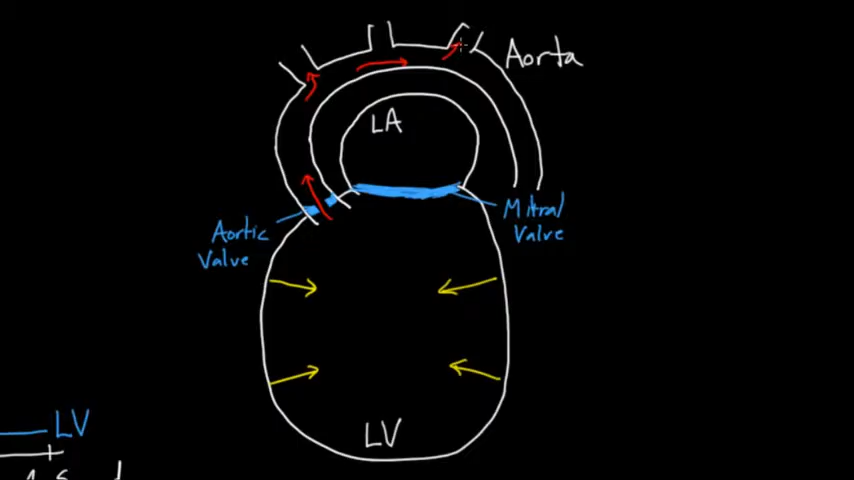 Aorta
LA
Mitral
Valve
Aortic
Valve
LV
LV